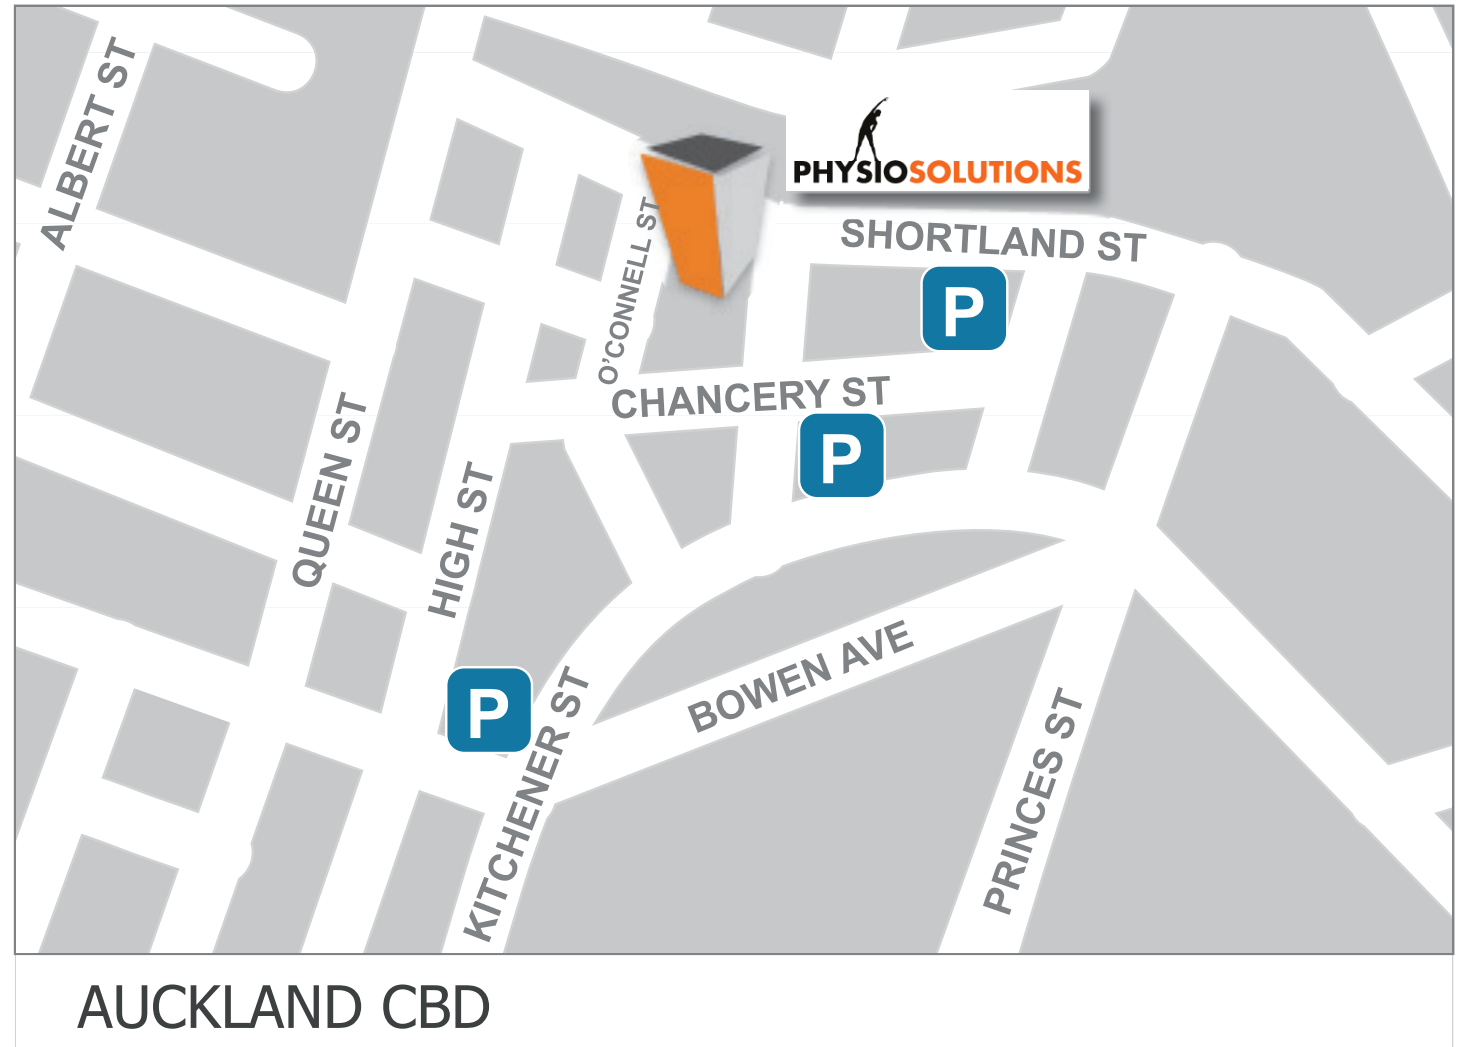 ALBERT ST
PHYSIOSOLUTIONS
O'CONNELL ST
SHORTLAND ST
P
CHANCERY ST
P
QUEEN ST
HIGH ST
P
KITCHENER ST
BOWEN AVE
PRINCES ST
AUCKLAND CBD